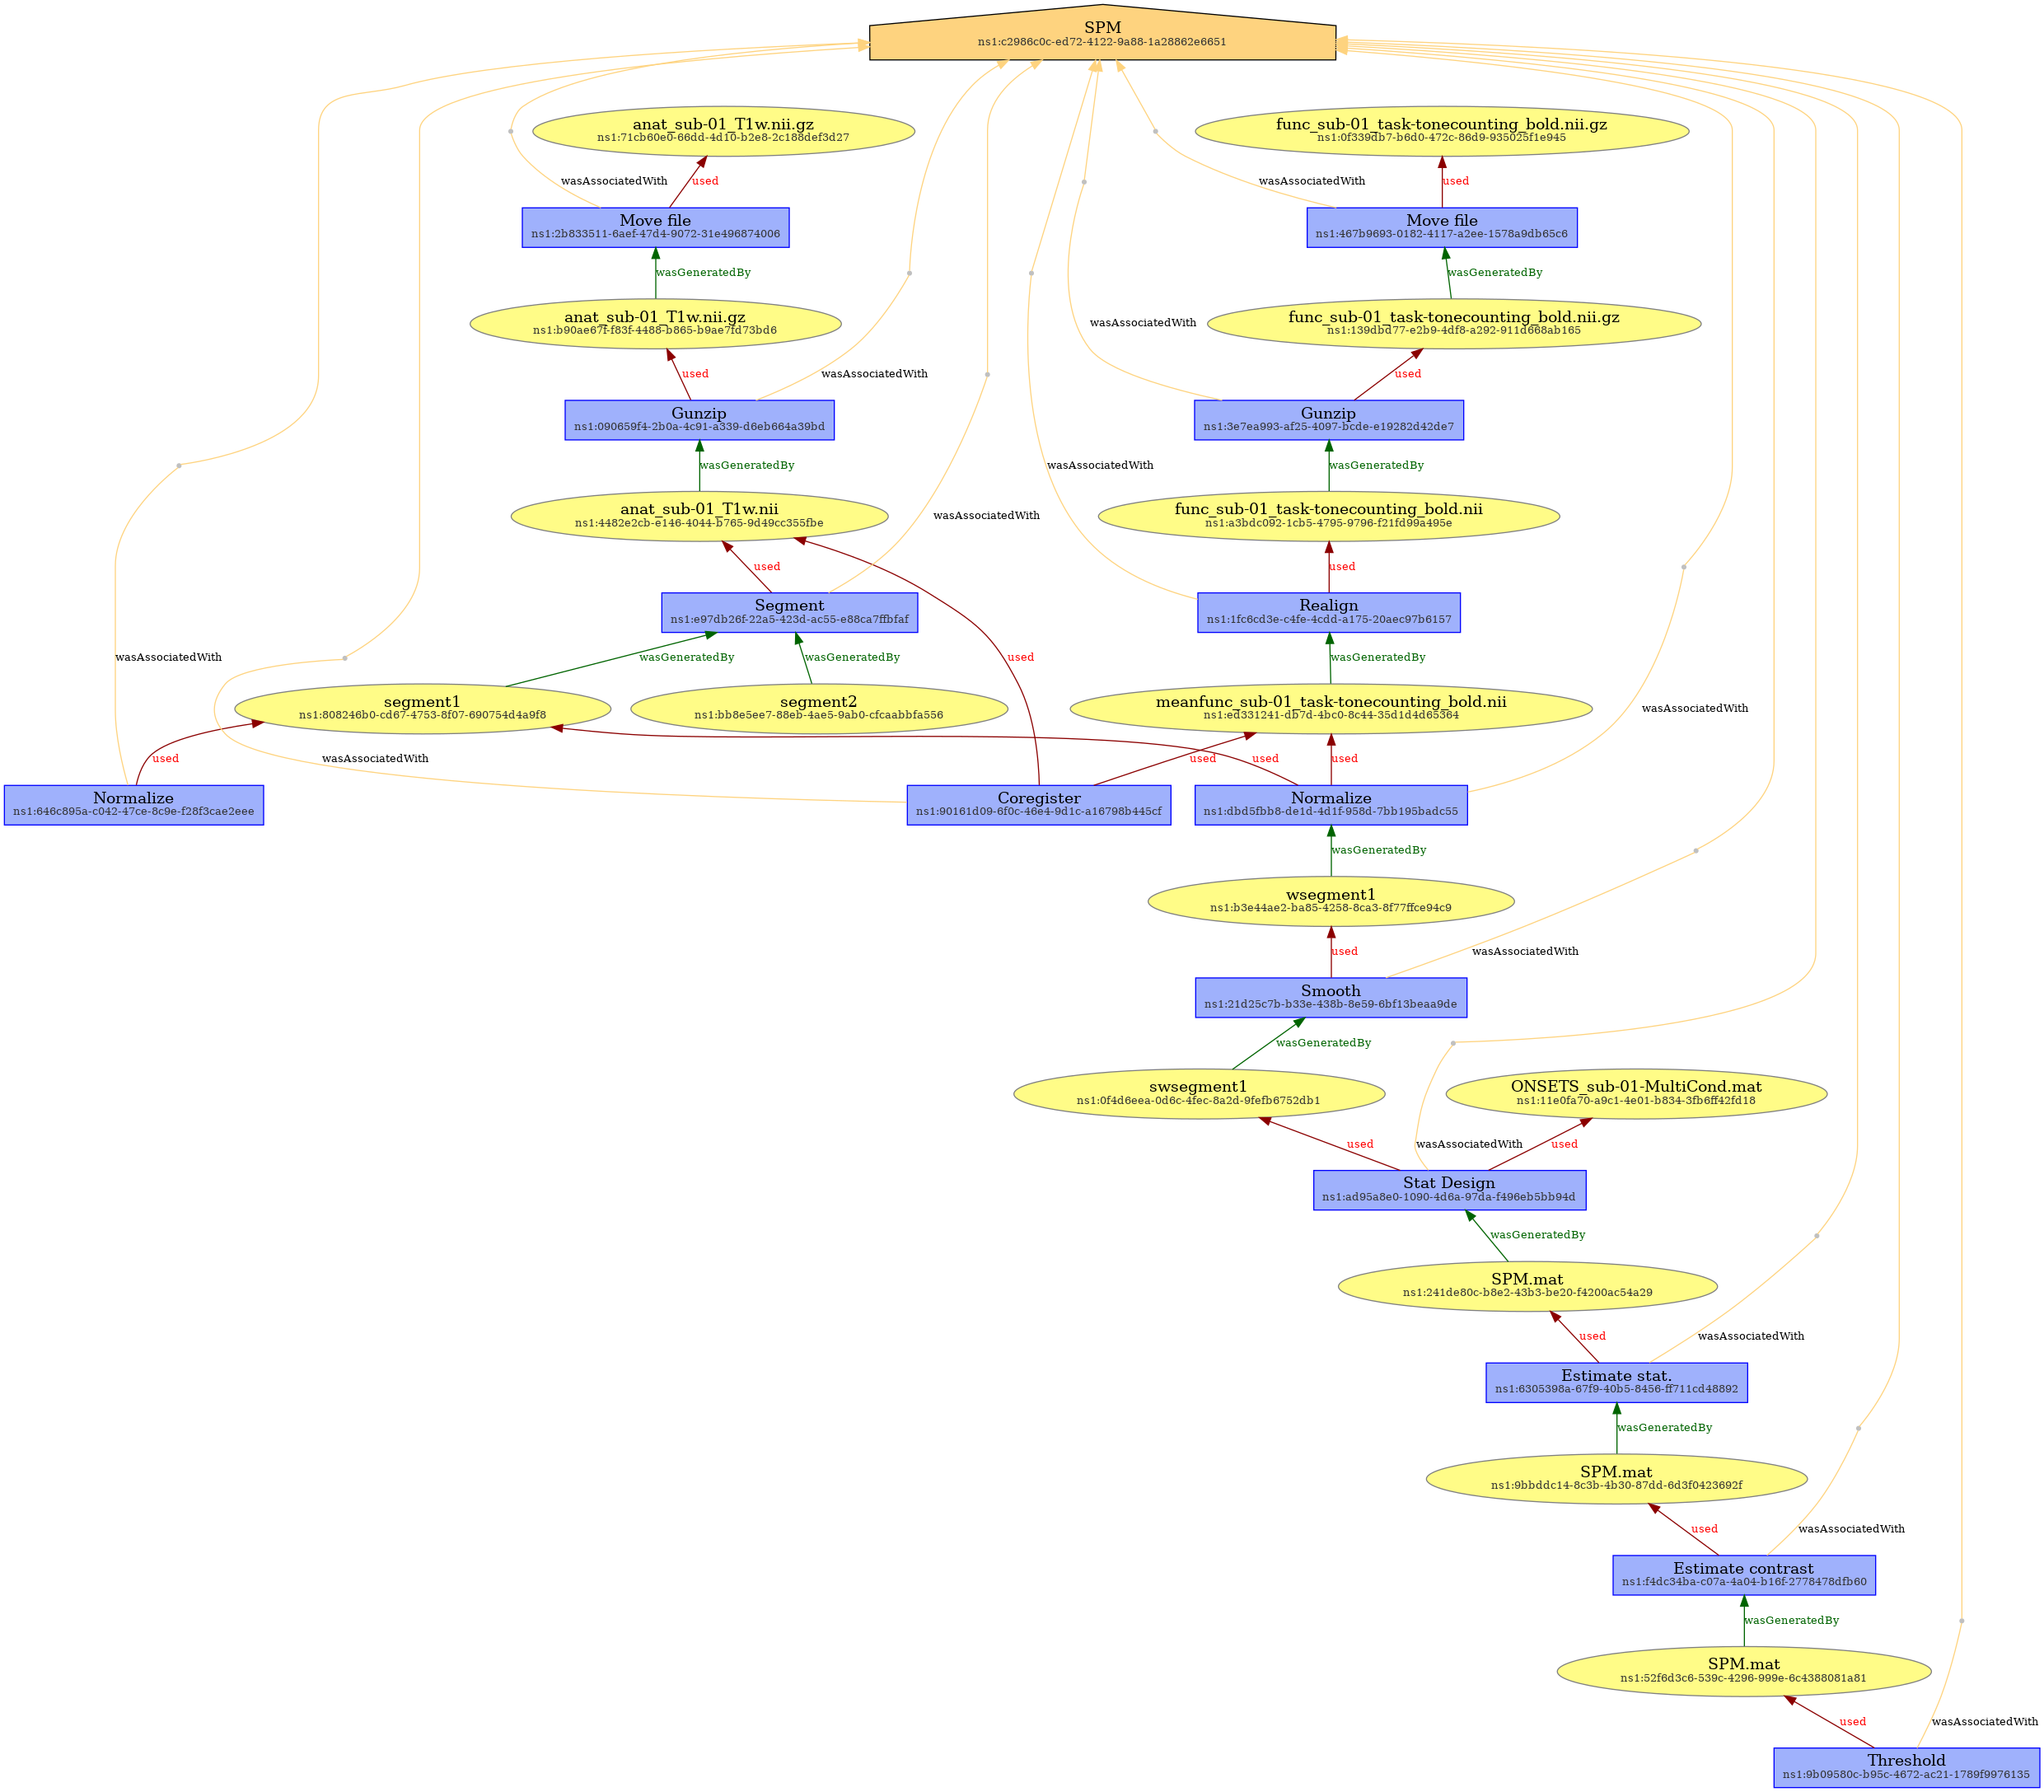 SPM
ns1:c2986c0c-ed72-4122-9a88-1a28862e6651
anat_sub-01_T1w.nii.gz
ns1:71cb60e0-66dd-4d10-b2e8-2c188def3d27
func_sub-01_task-tonecounting_bold.nii.gz
ns1:0f339db7-b6d0-472c-86d9-935025f1e945
wasAssociatedWith
used
wasAssociatedWith
used
Move file
ns1:2b833511-6aef-47d4-9072-31e496874006
Move file
ns1:467b9693-0182-4117-a2ee-1578a9db65c6
wasGeneratedBy
wasGeneratedBy
anat_sub-01_T1w.nii.gz
ns1:b90ae67f-f83f-4488-b865-b9ae7fd73bd6
func_sub-01_task-tonecounting_bold.nii.gz
ns1:139dbd77-e2b9-4df8-a292-911d668ab165
wasAssociatedWith
used
wasAssociatedWith
used
Gunzip
ns1:090659f4-2b0a-4c91-a339-d6eb664a39bd
Gunzip
ns1:3e7ea993-af25-4097-bcde-e19282d42de7
wasGeneratedBy
wasAssociatedWith
wasGeneratedBy
anat_sub-01_T1w.nii
ns1:4482e2cb-e146-4044-b765-9d49cc355fbe
func_sub-01_task-tonecounting_bold.nii
ns1:a3bdc092-1cb5-4795-9796-f21fd99a495e
wasAssociatedWith
used
used
Segment
ns1:e97db26f-22a5-423d-ac55-e88ca7ffbfaf
Realign
ns1:1fc6cd3e-c4fe-4cdd-a175-20aec97b6157
wasAssociatedWith
wasGeneratedBy
wasGeneratedBy
used
wasGeneratedBy
segment1
ns1:808246b0-cd67-4753-8f07-690754d4a9f8
segment2
ns1:bb8e5ee7-88eb-4ae5-9ab0-cfcaabbfa556
meanfunc_sub-01_task-tonecounting_bold.nii
ns1:ed331241-db7d-4bc0-8c44-35d1d4d65364
wasAssociatedWith
used
wasAssociatedWith
used
used
used
Normalize
ns1:646c895a-c042-47ce-8c9e-f28f3cae2eee
Coregister
ns1:90161d09-6f0c-46e4-9d1c-a16798b445cf
Normalize
ns1:dbd5fbb8-de1d-4d1f-958d-7bb195badc55
wasGeneratedBy
wsegment1
ns1:b3e44ae2-ba85-4258-8ca3-8f77ffce94c9
used
wasAssociatedWith
Smooth
ns1:21d25c7b-b33e-438b-8e59-6bf13beaa9de
wasGeneratedBy
swsegment1
ns1:0f4d6eea-0d6c-4fec-8a2d-9fefb6752db1
ONSETS_sub-01-MultiCond.mat
ns1:11e0fa70-a9c1-4e01-b834-3fb6ff42fd18
used
wasAssociatedWith
used
Stat Design
ns1:ad95a8e0-1090-4d6a-97da-f496eb5bb94d
wasGeneratedBy
SPM.mat
ns1:241de80c-b8e2-43b3-be20-f4200ac54a29
used
wasAssociatedWith
Estimate stat.
ns1:6305398a-67f9-40b5-8456-ff711cd48892
wasGeneratedBy
SPM.mat
ns1:9bbddc14-8c3b-4b30-87dd-6d3f0423692f
used
wasAssociatedWith
Estimate contrast
ns1:f4dc34ba-c07a-4a04-b16f-2778478dfb60
wasGeneratedBy
SPM.mat
ns1:52f6d3c6-539c-4296-999e-6c4388081a81
used
wasAssociatedWith
Threshold
ns1:9b09580c-b95c-4672-ac21-1789f9976135